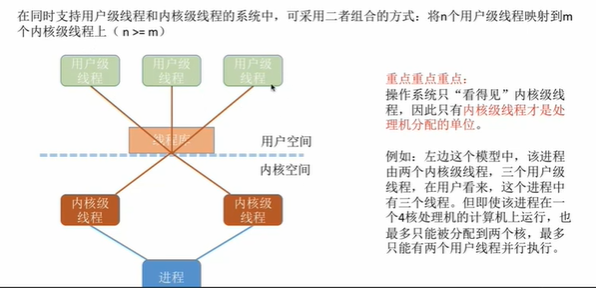 在同时支持用户级线程和内核级线程的系统中，可采用二者组合的方式：将n个用户级线程映射到m
个内核级线程上（ n >= m）
用户级
线程
用户级
线程
用户级
线程
线程库
用户空间
内核空间
内核级
线程
内核级
线程
进程
重点重点重点：
操作系统只“看得见”内核级线
程，因此只有内核级线程才是处
理机分配的单位。
例如：左边这个模型中，该进程
由两个内核级线程，三个用户级
线程，在用户看来，这个进程中
有三个线程。但即使该进程在一
个4核处理机的计算机上运行，也
最多只能被分配到两个核，最多
只能有两个用户线程并行执行。